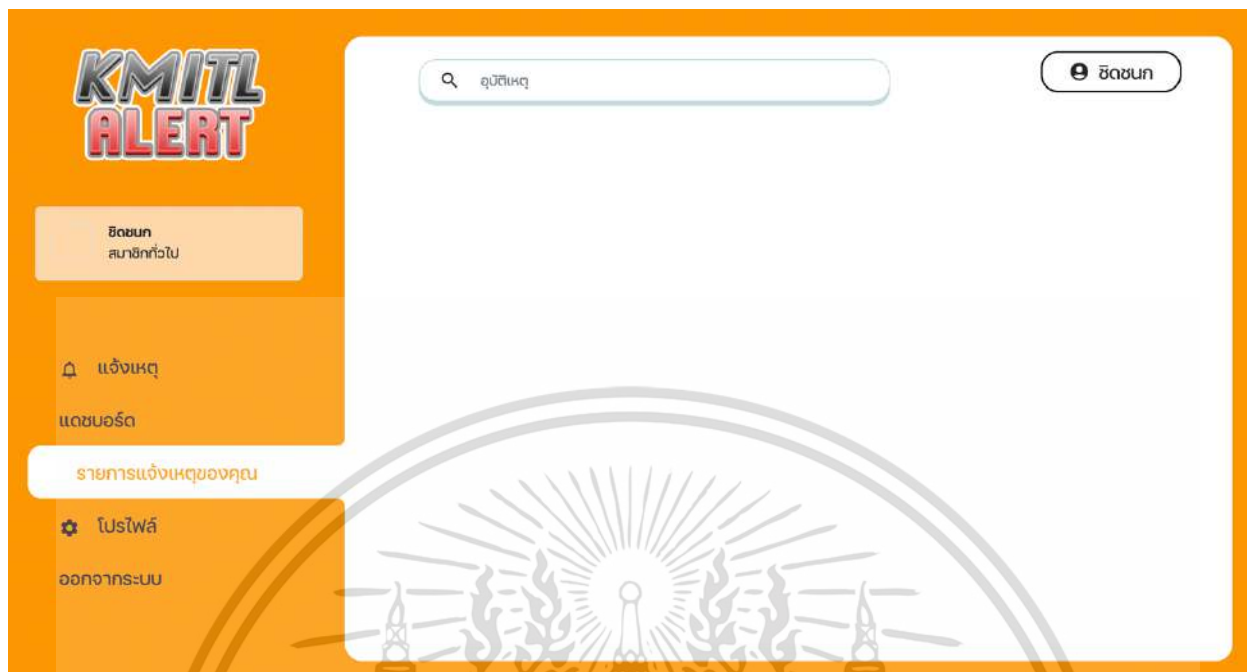 KMITL
ALERT
อุบัติเหตุ
ชิดชนก
ชิดชนก
สมาชิกทั่วไป
แจ้งเหตุ
แดชบอร์ด
รายการแจ้งเหตุของคุณ
โปรไฟล์
ออกจากระบบ